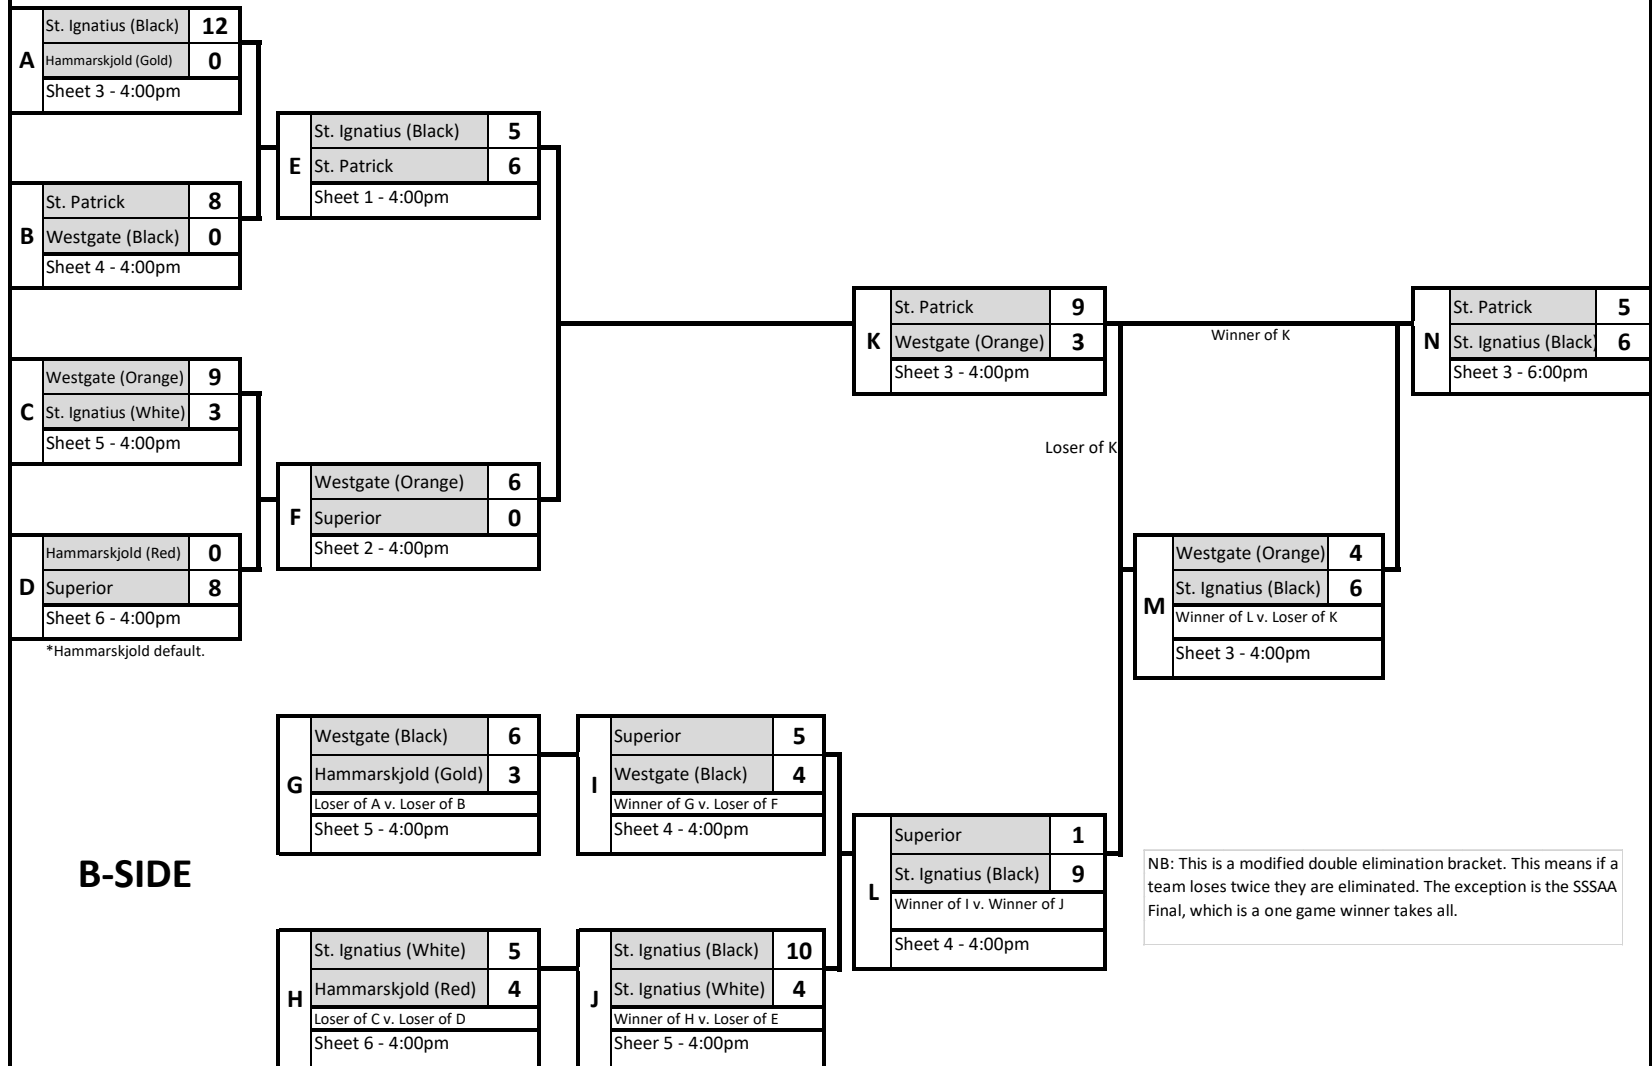 A
St. Ignatius (Black) 12
Hammarskjold (Gold) 0
Sheet 3 - 4:00pm
B
St. Patrick 8
Westgate (Black) 0
Sheet 4 - 4:00pm
C
Westgate (Orange) 9
St. Ignatius (White) 3
Sheet 5 - 4:00pm
D
Hammarskjold (Red) 0
Superior 8
Sheet 6 - 4:00pm
*Hammarskjold default.
E
St. Ignatius (Black) 5
St. Patrick 6
Sheet 1 - 4:00pm
F
Westgate (Orange) 6
Superior 0
Sheet 2 - 4:00pm
K
St. Patrick 9
Westgate (Orange) 3
Sheet 3 - 4:00pm
Winner of K
Loser of K
N
St. Patrick 5
St. Ignatius (Black) 6
Sheet 3 - 6:00pm
M
Westgate (Orange) 4
St. Ignatius (Black) 6
Winner of L v. Loser of K
Sheet 3 - 4:00pm
B-SIDE
G
Westgate (Black) 6
Hammarskjold (Gold) 3
Loser of A v. Loser of B
Sheet 5 - 4:00pm
H
St. Ignatius (White) 5
Hammarskjold (Red) 4
Loser of C v. Loser of D
Sheet 6 - 4:00pm
I
Superior 5
Westgate (Black) 4
Winner of G v. Loser of F
Sheet 4 - 4:00pm
J
St. Ignatius (Black) 10
St. Ignatius (White) 4
Winner of H v. Loser of E
Sheer 5 - 4:00pm
L
Superior 1
St. Ignatius (Black) 9
Winner of I v. Winner of J
Sheet 4 - 4:00pm
NB: This is a modified double elimination bracket. This means if a
team loses twice they are eliminated. The exception is the SSSAA
Final, which is a one game winner takes all.